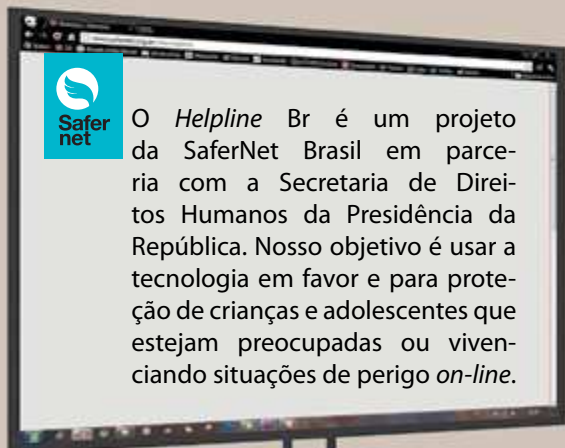 Safer
net
O Helpline Br é um projeto
da SaferNet Brasil em parce-
ria com a Secretaria de Direi-
tos Humanos da Presidência da
República. Nosso objetivo é usar a
tecnologia em favor e para prote-
ção de crianças e adolescentes que
estejam preocupadas ou viven-
ciando situações de perigo on-line.